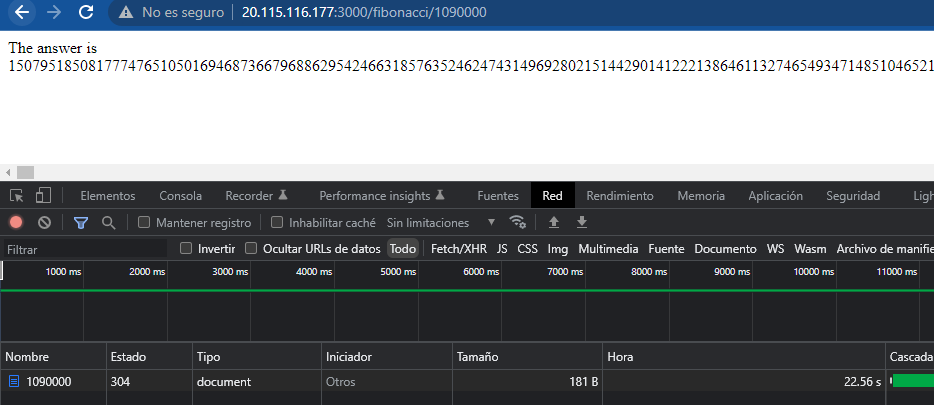 No es seguro | 20.115.116.177:3000/fibonacci/1090000
The answer is
15079518508177747651050169468736679688629542466318576352462474314969280215144290141222138646113274654934714851046521
Elementos Consola Recorder Performance insights Fuentes Red Rendimiento Memoria Aplicación Seguridad Ligh
Mantener registro Inhabilitar caché Sin limitaciones
Filtrar Invertir Ocultar URLs de datos Todo Fetch/XHR JS CSS Img Multimedia Fuente Documento WS Wasm Archivo de manifie
1000 ms 2000 ms 3000 ms 4000 ms 5000 ms 6000 ms 7000 ms 8000 ms 9000 ms 10000 ms 11000 ms
Nombre Estado Tipo Iniciador Tamaño Hora Cascada
1090000 304 document Otros 181 B 22.56 s